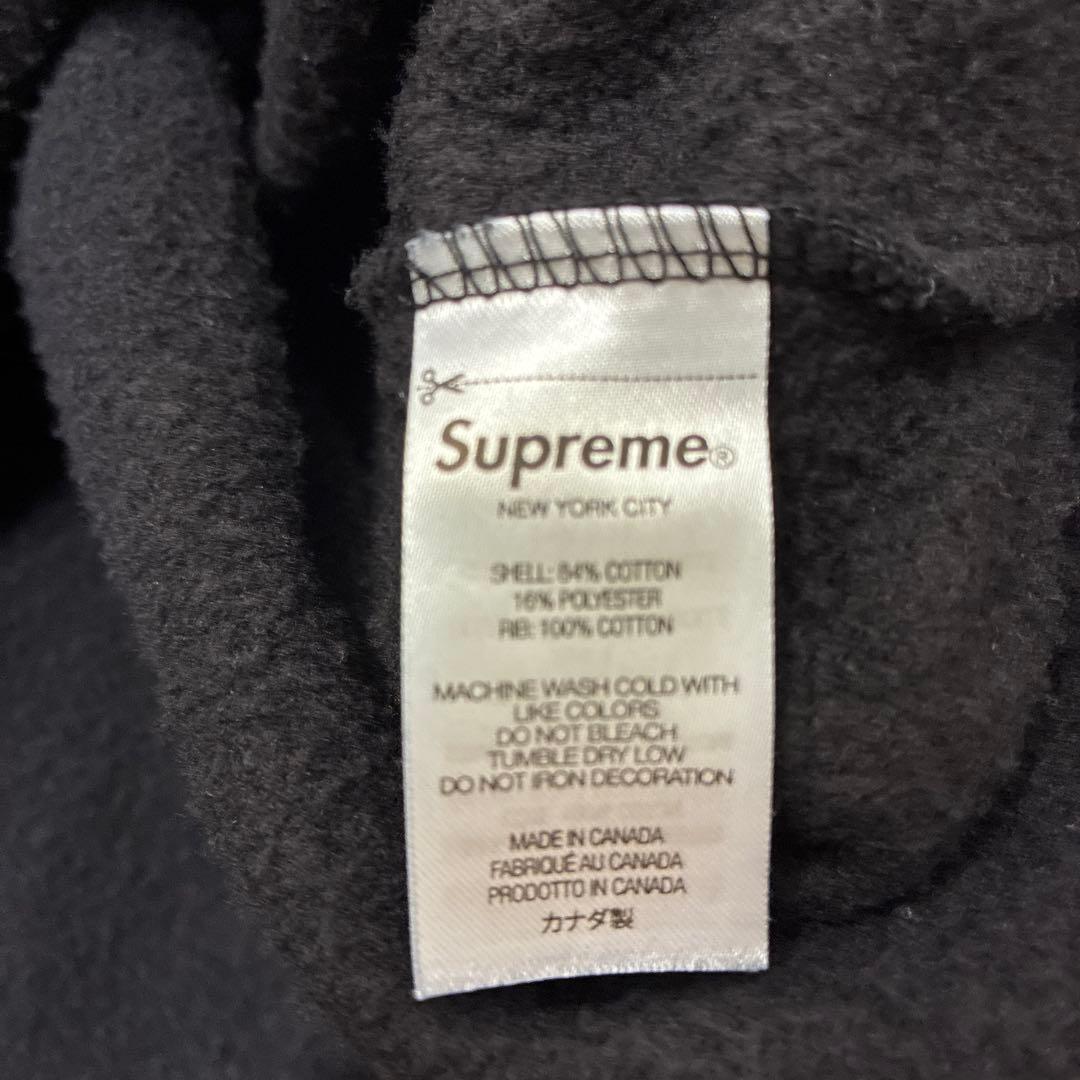 Supreme®
NEW YORK CITY
SHELL: 84% COTTON
16% POLYESTER
RIB: 100% COTTON
MACHINE WASH COLD WITH
LIKE COLORS
DO NOT BLEACH
TUMBLE DRY LOW
DO NOT IRON DECORATION
MADE IN CANADA
FABRIQUÉ AU CANADA
PRODOTTO IN CANADA
カナダ製